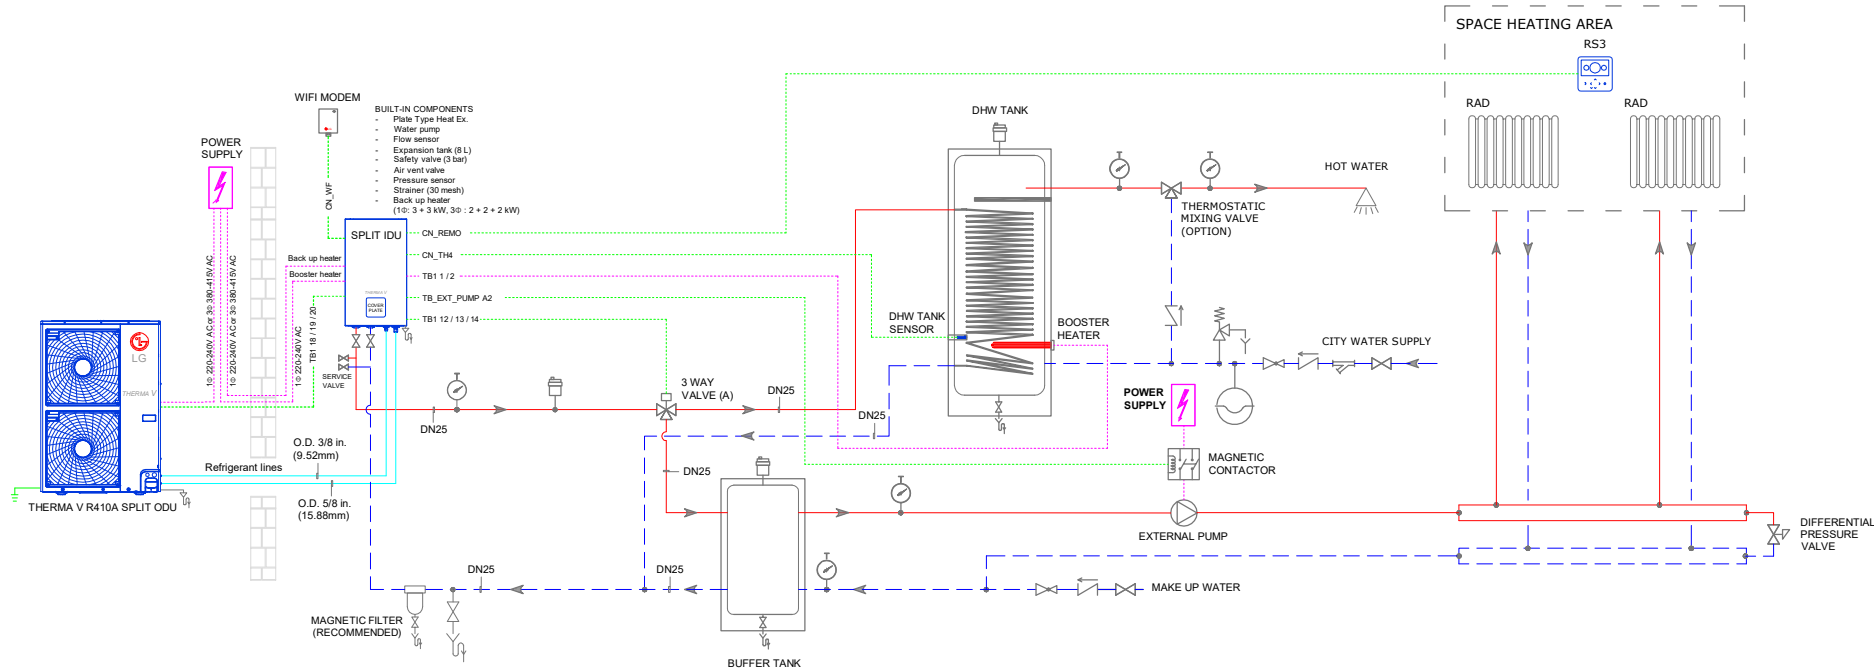 SPACE HEATING AREA
RS3
RAD
RAD
WIFI MODEM
BUILT-IN COMPONENTS
- Plate Type Heat Ex.
- Water pump
- Flow sensor
- Expansion tank (8 L)
- Safety valve (3 bar)
- Air vent valve
- Pressure sensor
- Strainer (30 mesh)
- Back up heater
(1Φ: 3 + 3 kW, 3Φ : 2 + 2 + 2 kW)
POWER
SUPPLY
CN_WF
SPLIT IDU
THERMA V
COVER
PLATE
CN_REMO
CN_TH4
TB1 1 / 2
TB_EXT_PUMP A2
TB1 12 / 13 / 14
Back up heater
Booster heater
1Φ 220-240V AC or 3Φ 380-415V AC
1Φ 220-240V AC or 3Φ 380-415V AC
1Φ 220-240V AC
TB1 18 / 19 / 20
SERVICE
VALVE
LG
LG
THERMA V
THERMA V R410A SPLIT ODU
O.D. 3/8 in.
(9.52mm)
Refrigerant lines
O.D. 5/8 in.
(15.88mm)
DN25
3 WAY
VALVE (A)
DN25
DN25
DN25
DHW TANK
DHW TANK
SENSOR
BOOSTER
HEATER
THERMOSTATIC
MIXING VALVE
(OPTION)
HOT WATER
CITY WATER SUPPLY
POWER
SUPPLY
MAGNETIC
CONTACTOR
EXTERNAL PUMP
DIFFERENTIAL
PRESSURE
VALVE
MAKE UP WATER
DN25
DN25
MAGNETIC FILTER
(RECOMMENDED)
BUFFER TANK